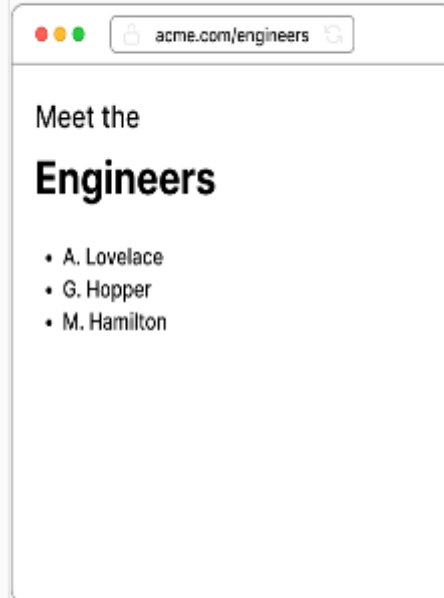 acme.com/engineers
Meet the
Engineers
• A. Lovelace
• G. Hopper
• M. Hamilton